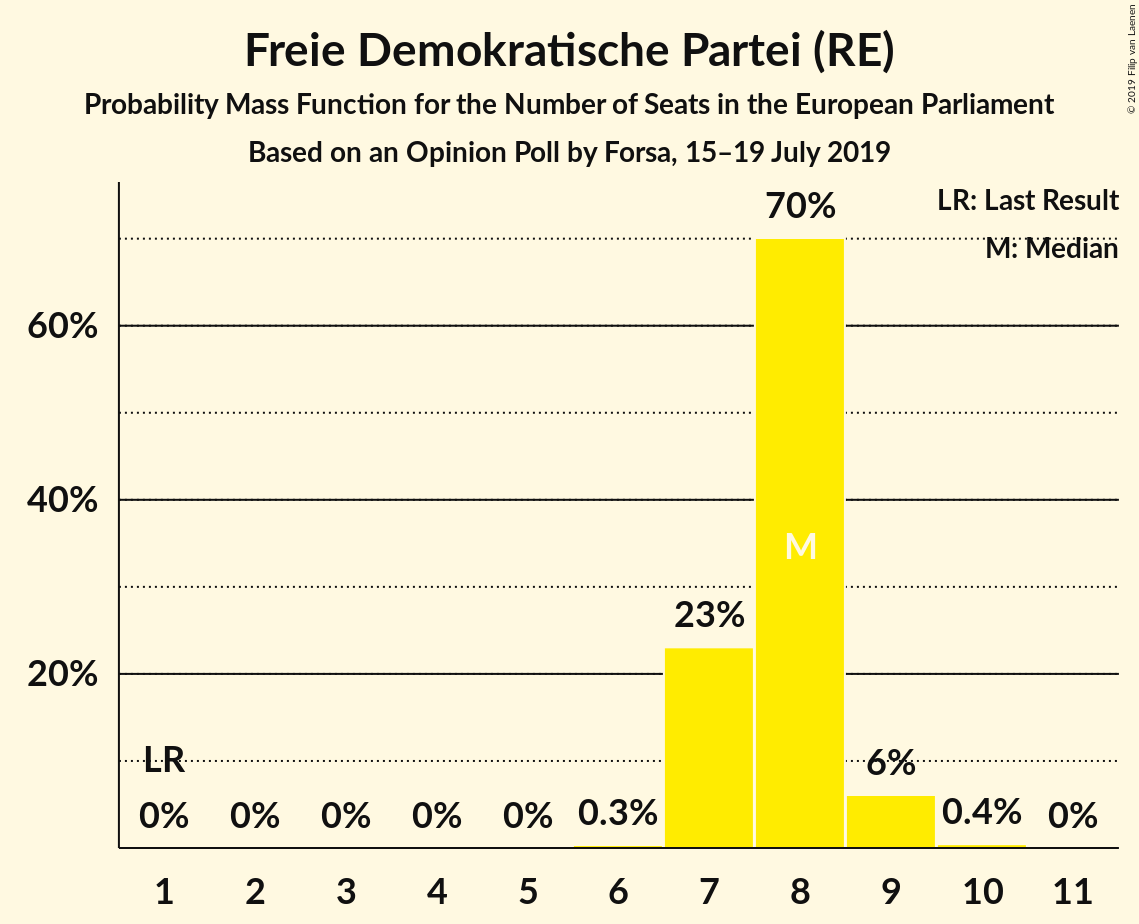 Freie Demokratische Partei (RE)
Probability Mass Function for the Number of Seats in the European Parliament
Based on an Opinion Poll by Forsa, 15–19 July 2019
© 2019 Filip van Laenen
LR: Last Result
M: Median
70%
60%
40%
M
23%
20%
LR
6%
0% 0% 0% 0% 0% 0.3% 0.4% 0%
1 2 3 4 5 6 7 8 9 10 11